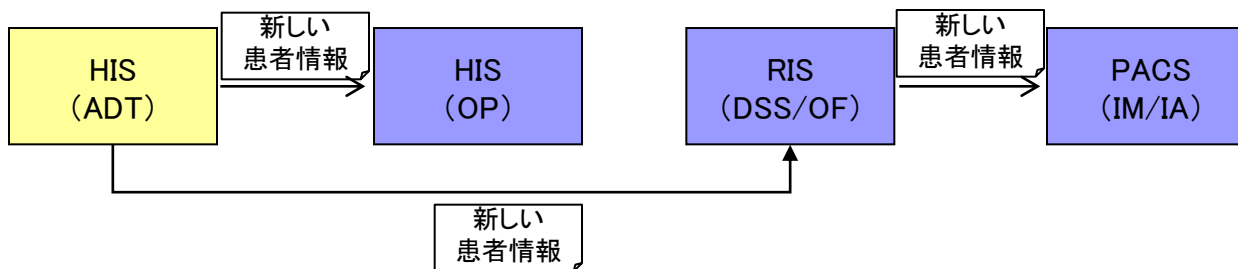 新しい
患者情報
HIS
（ADT）
HIS
（OP）
新しい
患者情報
RIS
（DSS/OF）
PACS
（IM/IA）
新しい
患者情報